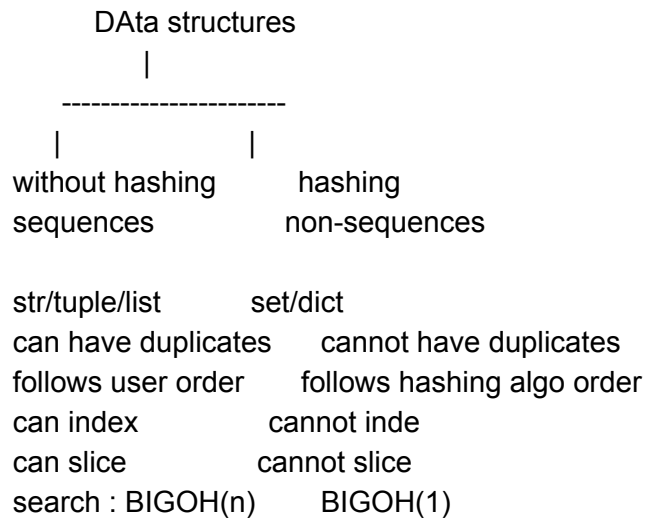 DAta structures
|
-----------------------
| |
without hashing hashing
sequences non-sequences
str/tuple/list set/dict
can have duplicates cannot have duplicates
follows user order follows hashing algo order
can index cannot inde
can slice cannot slice
search : BIGOH(n) BIGOH(1)